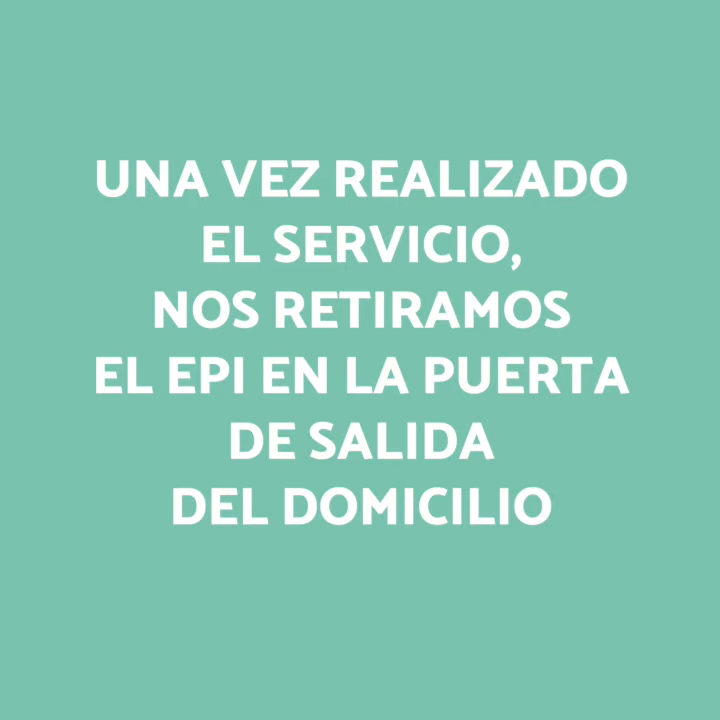 UNA VEZ REALIZADO
EL SERVICIO,
NOS RETIRAMOS
EL EPI EN LA PUERTA
DE SALIDA
DEL DOMICILIO